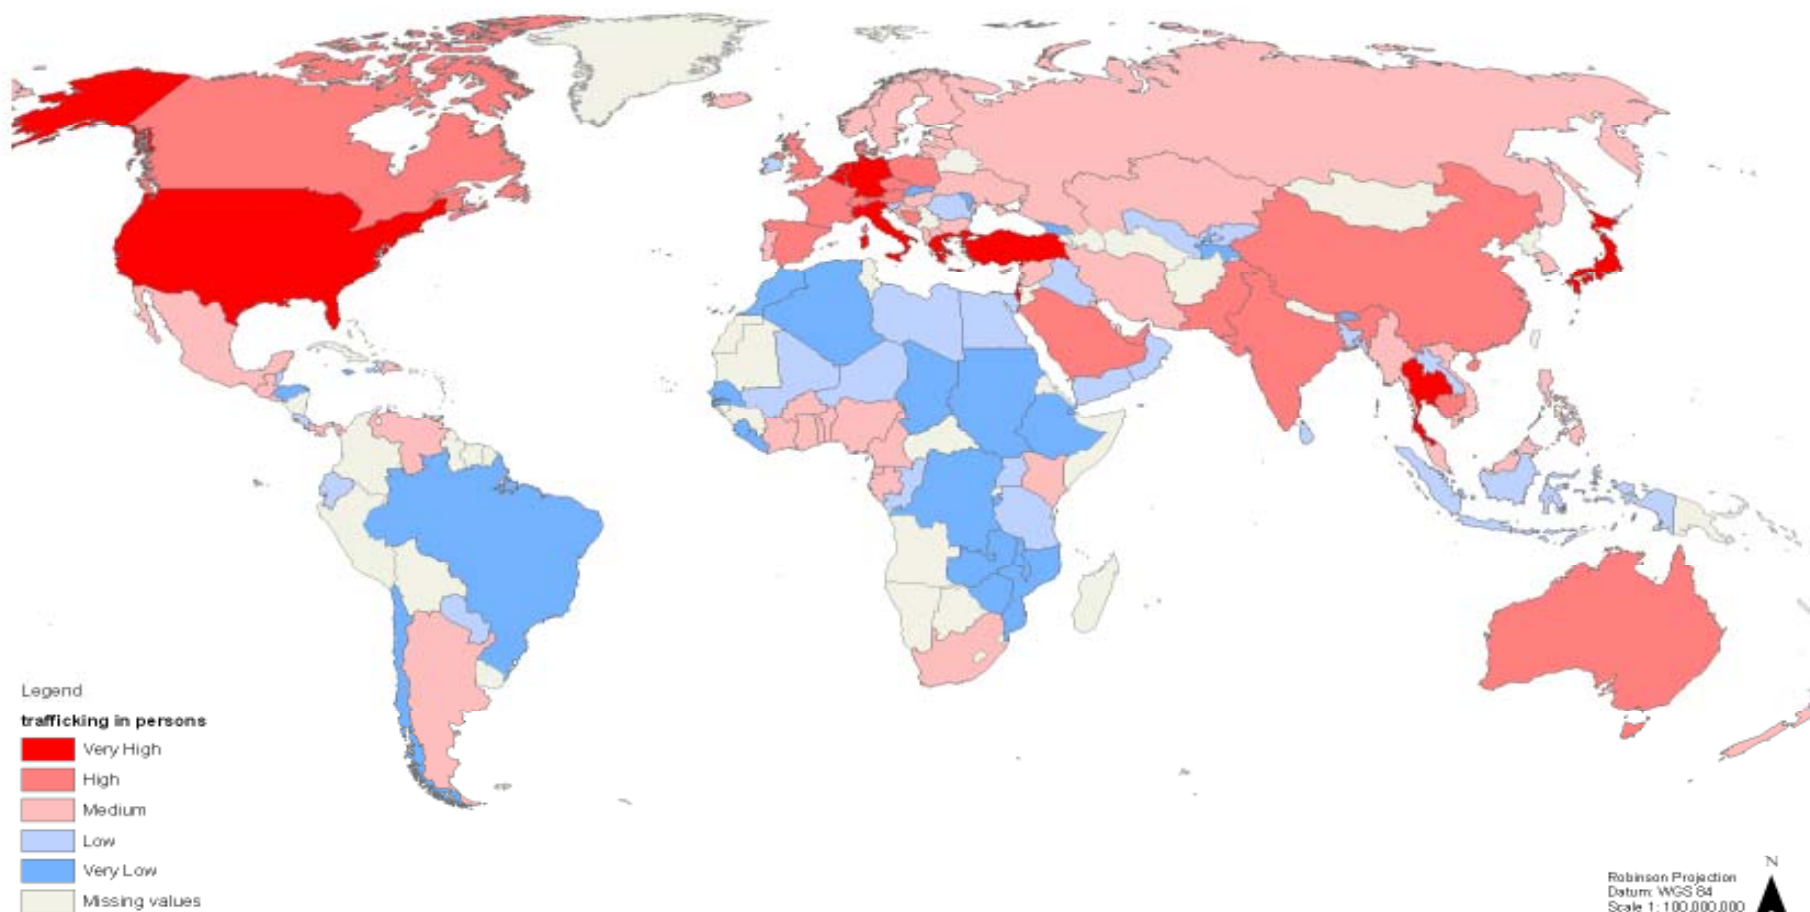 Legend
trafficking in persons
Very High
High
Medium
Low
Very Low
Missing values
N
Robinson Projection
Datum: WGS 84
Scale 1: 100,000,000